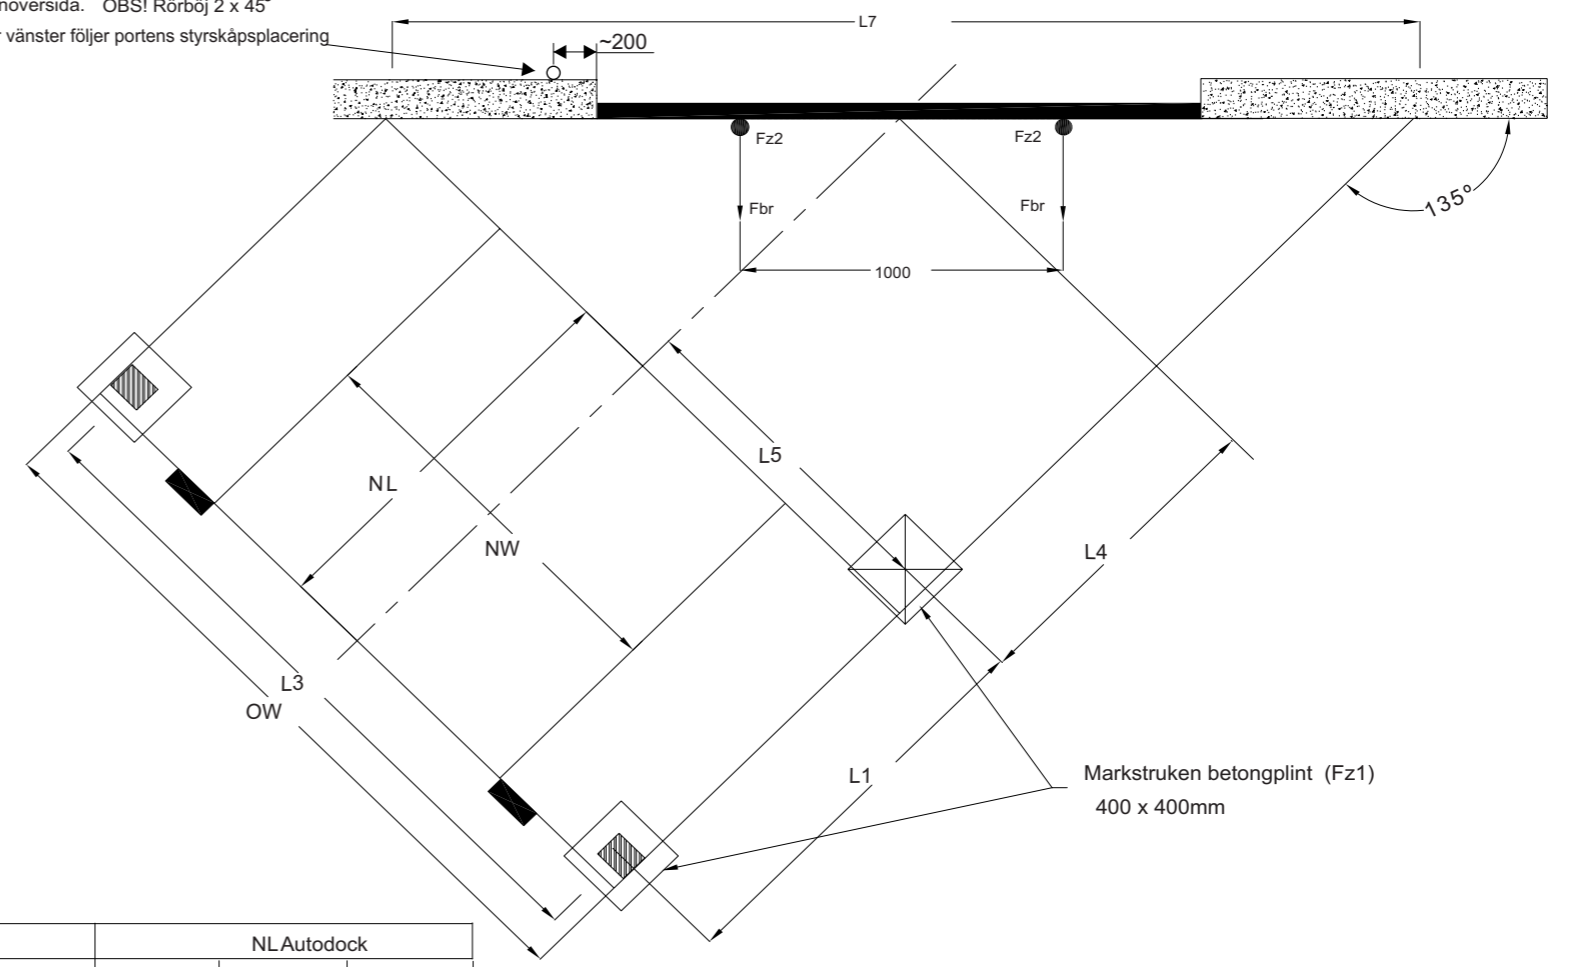 noversida. OBS! Rörböj 2 x 45°
vänster följer portens styrskåpsplacering
L7
~200
Fz2
Fz2
135°
Fbr
Fbr
1000
L5
NL
NW
L4
L3
OW
L1
Markstruken betongplint (Fz1)
400 x 400mm
NL Autodock